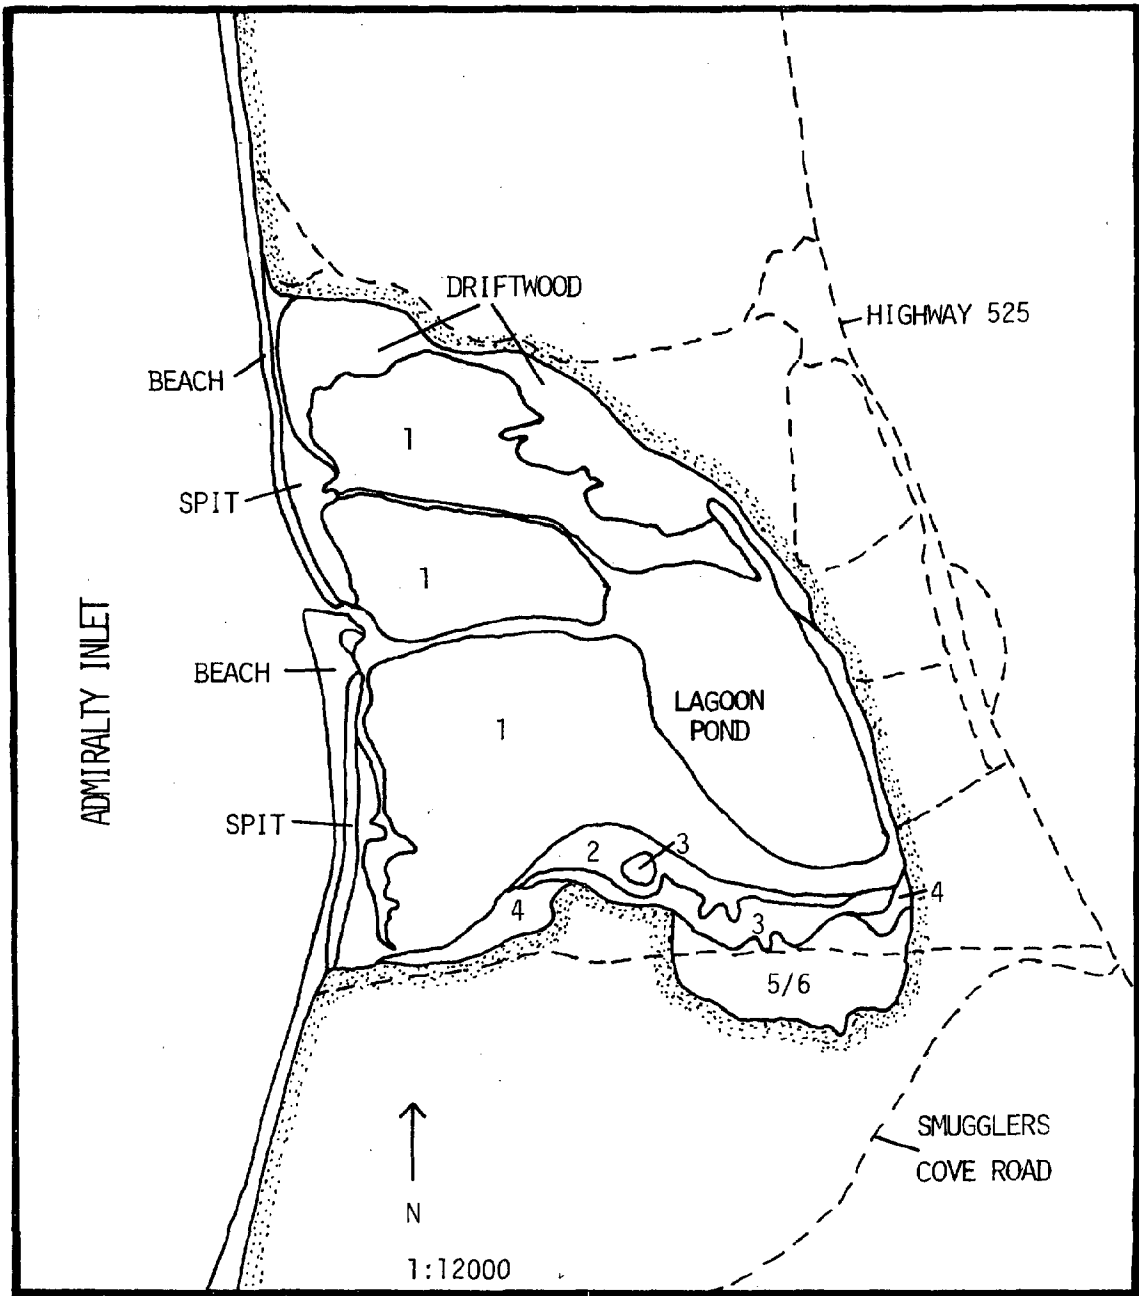 DRIFTWOOD
HIGHWAY 525
BEACH
1
SPIT
1
ADMIRALTY INLET
BEACH
LAGOON
POND
1
SPIT
2
3
4
4
3
5/6
SMUGGLERS
COVE ROAD
N
1:12000